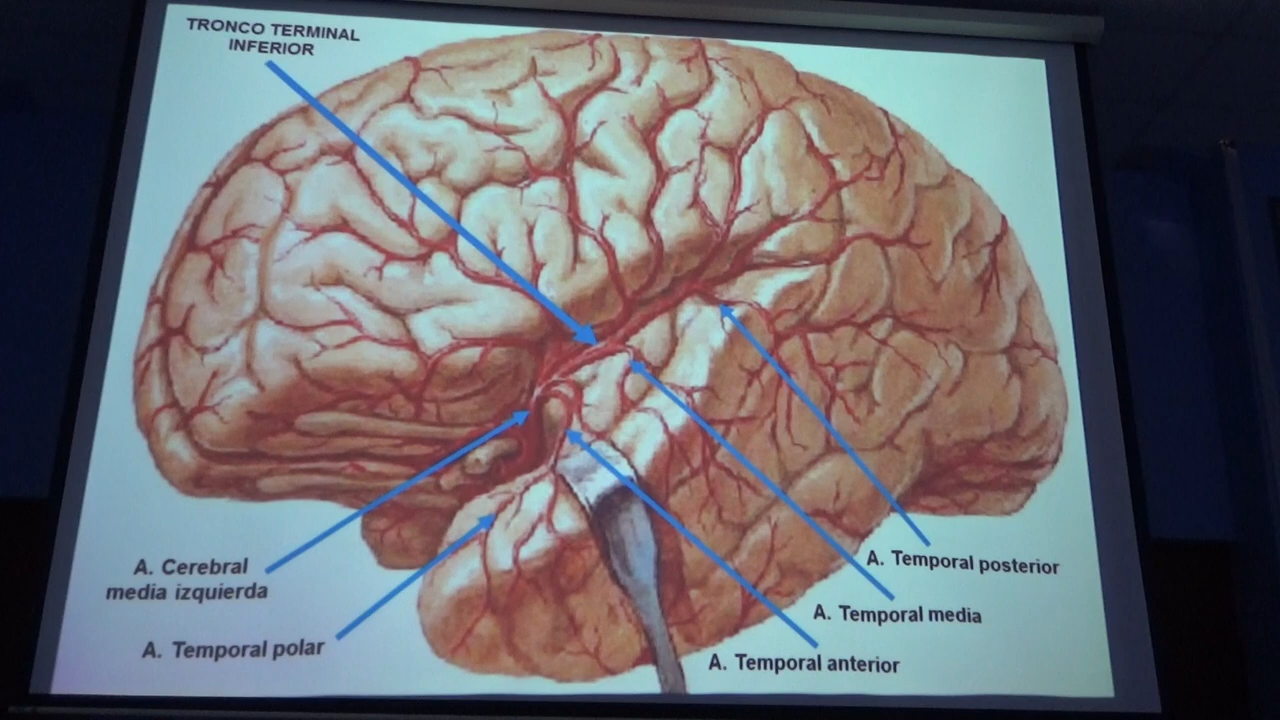 TRONCO TERMINAL
INFERIOR
A. Cerebral
media izquierda
A. Temporal polar
A. Temporal posterior
A. Temporal media
A. Temporal anterior